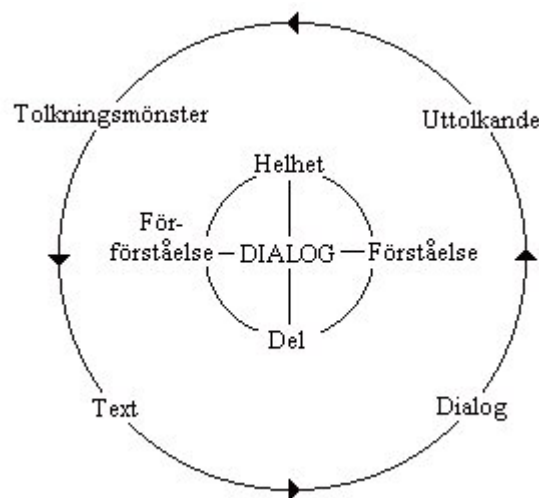 Tolkningsmönster
Uttolkande
Helhet
För-
förståelse
DIALOG
Förståelse
Del
Text
Dialog